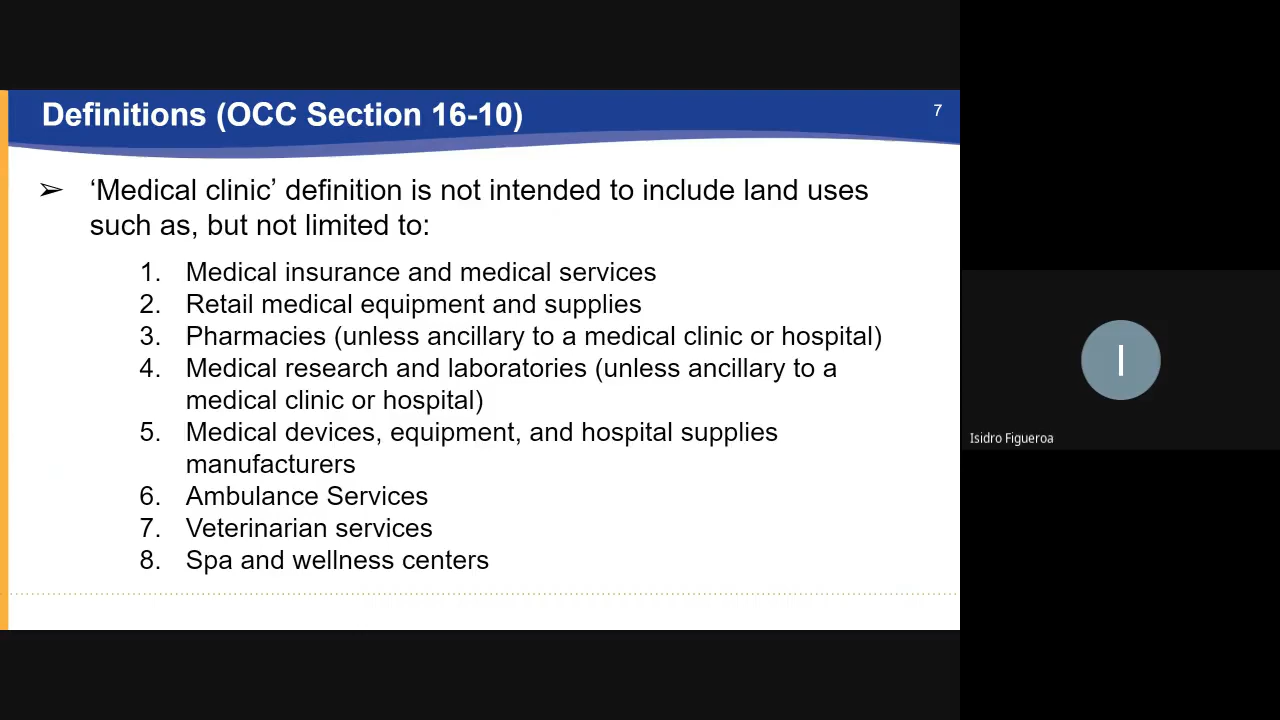 Definitions (OCC Section 16-10)
7
➢ ‘Medical clinic’ definition is not intended to include land uses
such as, but not limited to:
1. Medical insurance and medical services
2. Retail medical equipment and supplies
3. Pharmacies (unless ancillary to a medical clinic or hospital)
4. Medical research and laboratories (unless ancillary to a
medical clinic or hospital)
5. Medical devices, equipment, and hospital supplies
manufacturers
6. Ambulance Services
7. Veterinarian services
8. Spa and wellness centers
I
Isidro Figueroa